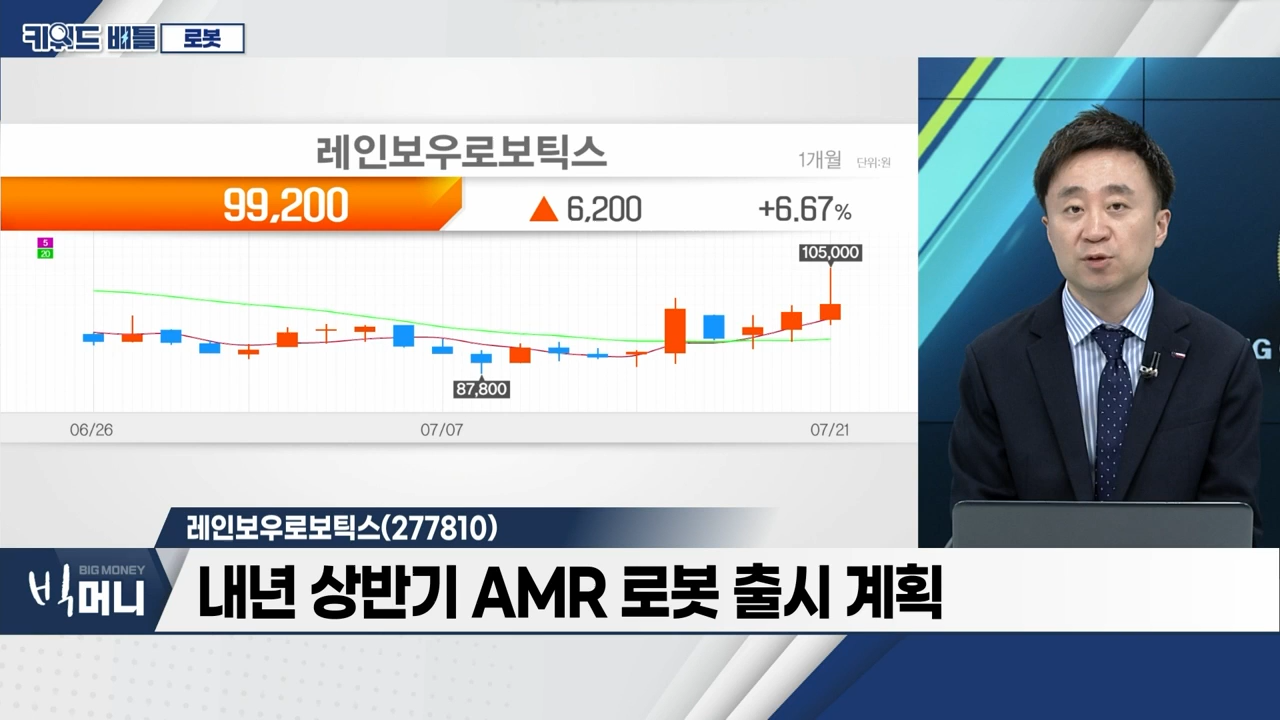 키워드 배틀 로봇
레인보우로보틱스
1개월 단위:원
99,200 ▲ 6,200 +6.67%
5
20
105,000
87,800
06/26 07/07 07/21
G
레인보우로보틱스(277810)
BIG MONEY
빅머니
내년 상반기 AMR 로봇 출시 계획